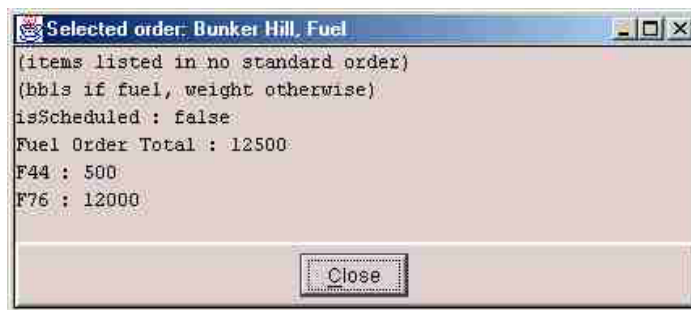 Selected order: Bunker Hill, Fuel
(items listed in no standard order)
(bbls if fuel, weight otherwise)
isScheduled : false
Fuel Order Total : 12500
F44 : 500
F76 : 12000
Close